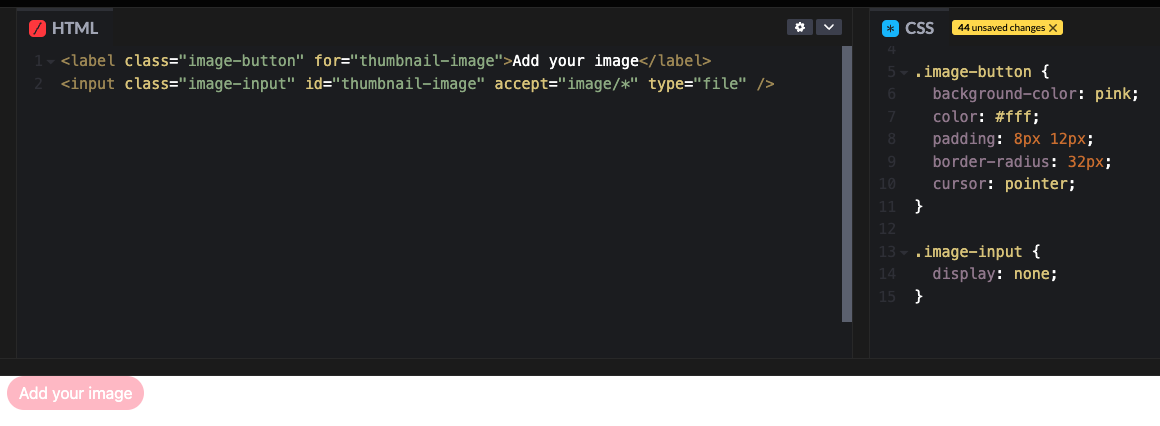 HTML
1 <label class="image-button" for="thumbnail-image">Add your image</label>
2 <input class="image-input" id="thumbnail-image" accept="image/*" type="file" />
* CSS 44 unsaved changes X
4
5 .image-button {
6 background-color: pink;
7 color: #fff;
8 padding: 8px 12px;
9 border-radius: 32px;
10 cursor: pointer;
11 }
12
13 .image-input {
14 display: none;
15 }
Add your image